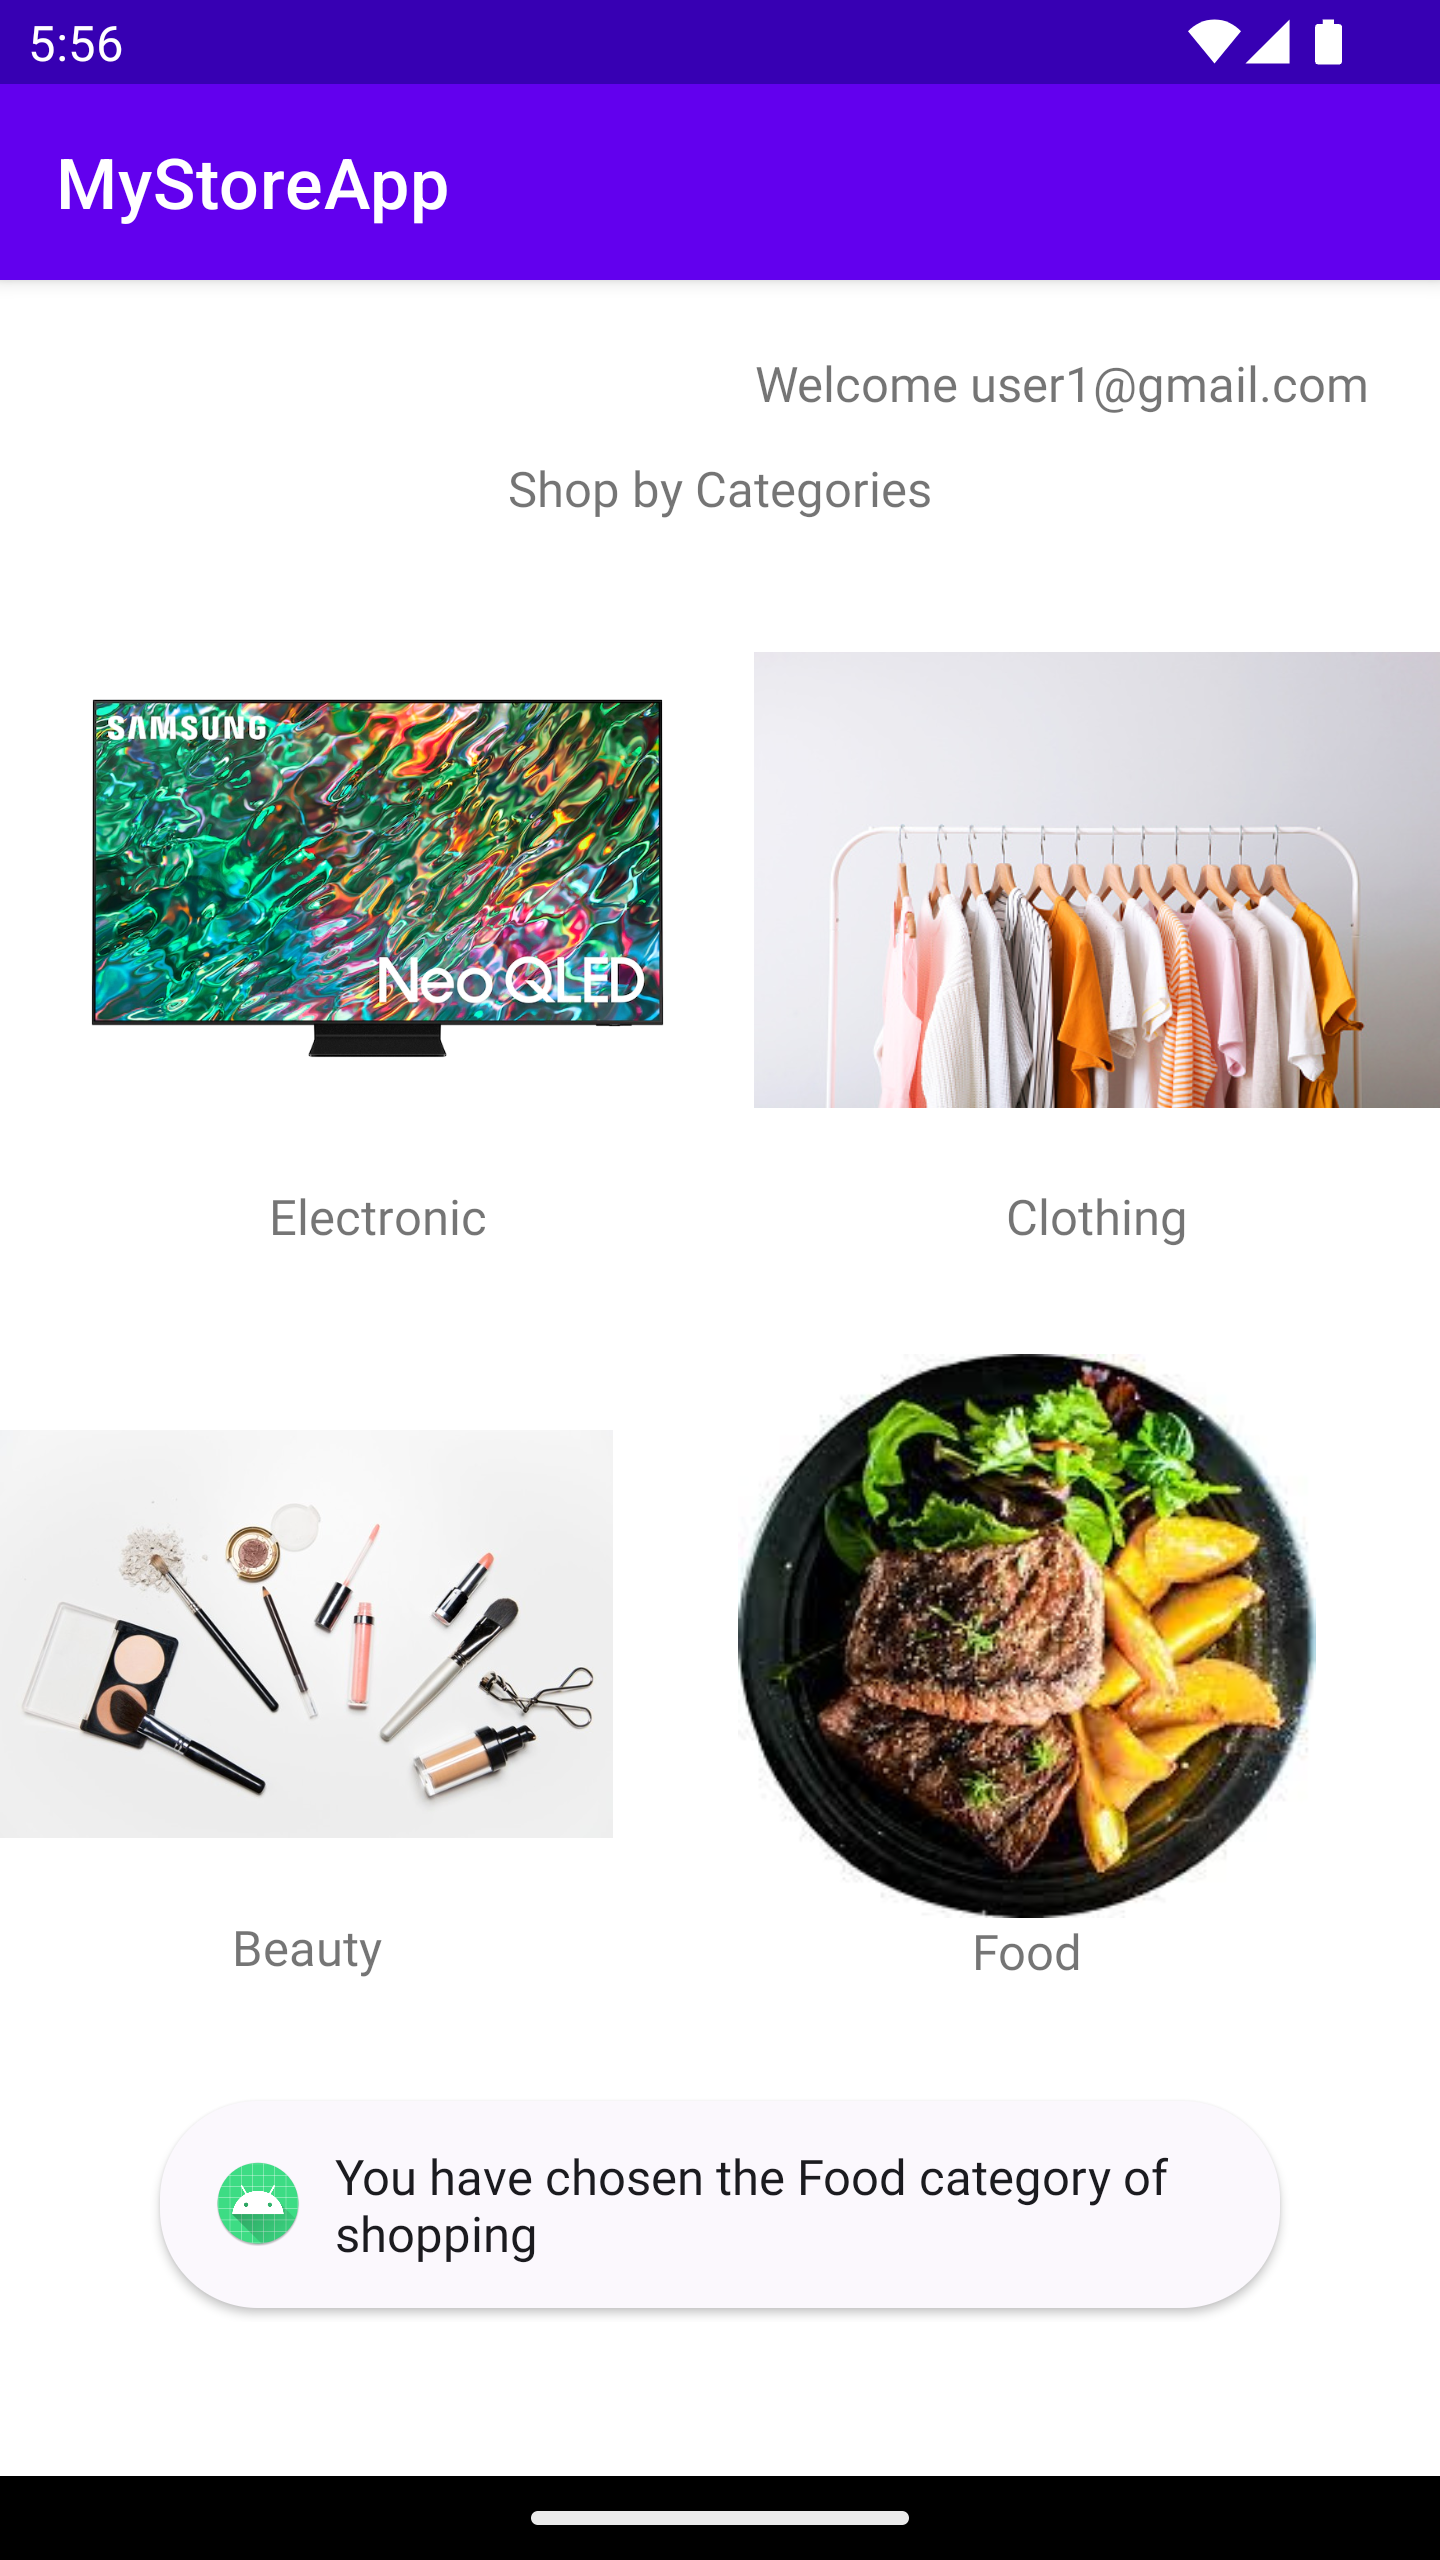 5:56
MyStoreApp
Welcome user1@gmail.com
Shop by Categories
SAMSUNG
Neo QLED
Electronic
Clothing
Beauty
Food
You have chosen the Food category of
shopping